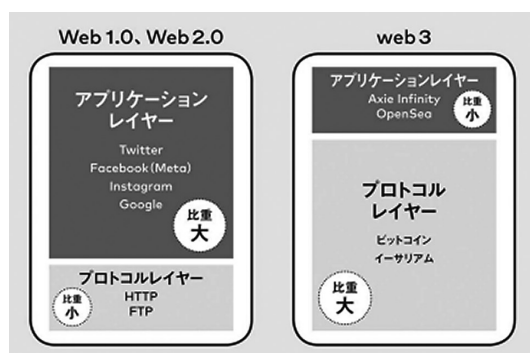 Web 1.0、Web 2.0
アプリケーション
レイヤー
Twitter
Facebook(Meta)
Instagram
Google
比重
大
プロトコルレイヤー
HTTP
FTP
比重
小
web3
アプリケーションレイヤー
Axie Infinity
OpenSea
比重
小
プロトコル
レイヤー
ビットコイン
イーサリアム
比重
大